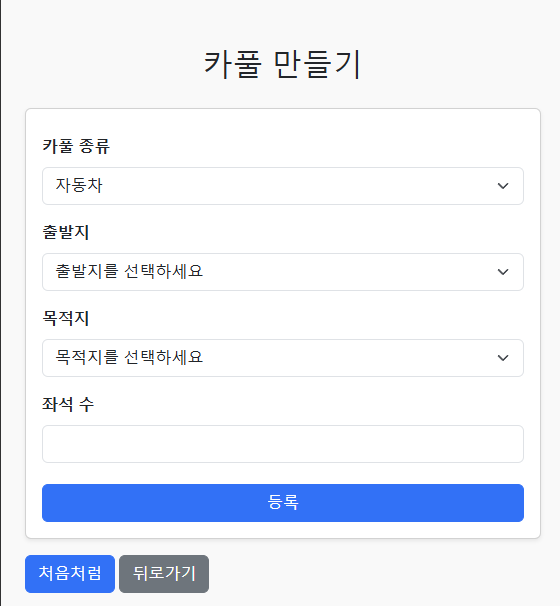 카풀 만들기
카풀 종류
자동차
출발지
출발지를 선택하세요
목적지
목적지를 선택하세요
좌석 수
등록
처음처럼 뒤로가기